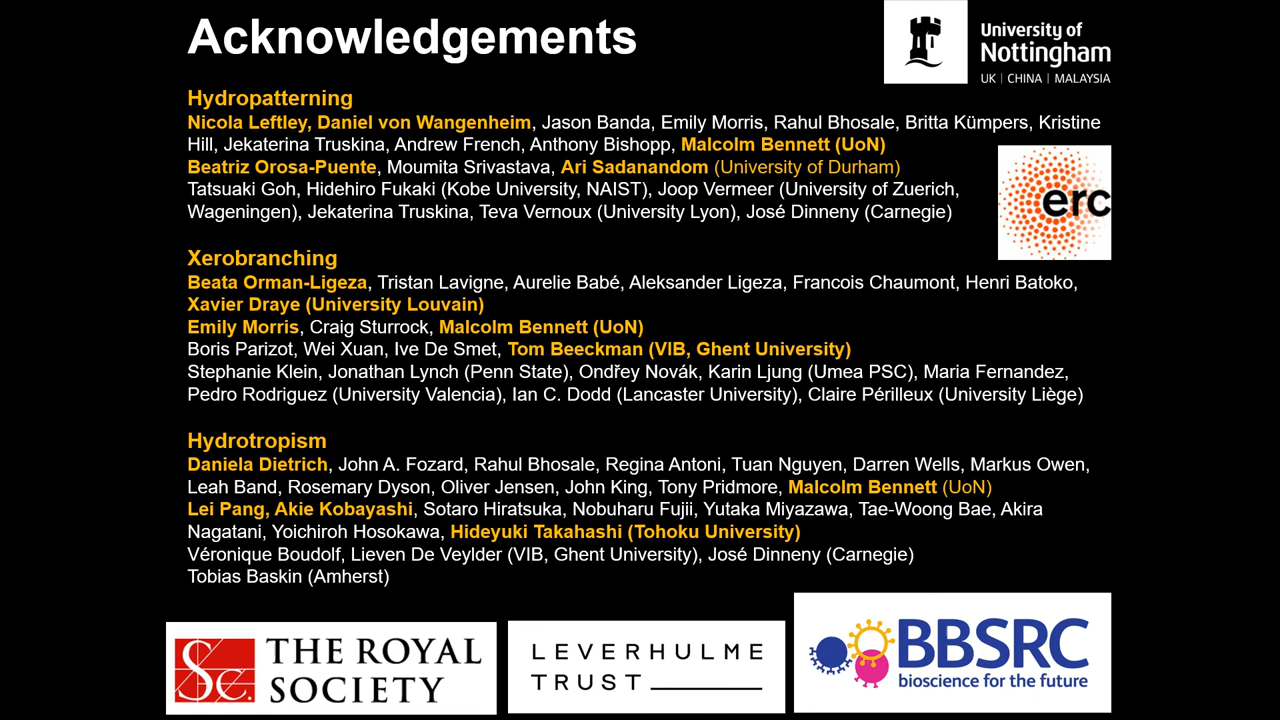 Acknowledgements
University of
Nottingham
UK | CHINA | MALAYSIA
Hydropatterning
Nicola Leftley, Daniel von Wangenheim, Jason Banda, Emily Morris, Rahul Bhosale, Britta Kümpers, Kristine
Hill, Jekaterina Truskina, Andrew French, Anthony Bishopp, Malcolm Bennett (UoN)
Beatriz Orosa-Puente, Moumita Srivastava, Ari Sadanandom (University of Durham)
Tatsuaki Goh, Hidehiro Fukaki (Kobe University, NAIST), Joop Vermeer (University of Zuerich,
Wageningen), Jekaterina Truskina, Teva Vernoux (University Lyon), José Dinneny (Carnegie)
erc
Xerobranching
Beata Orman-Ligeza, Tristan Lavigne, Aurelie Babé, Aleksander Ligeza, Francois Chaumont, Henri Batoko,
Xavier Draye (University Louvain)
Emily Morris, Craig Sturrock, Malcolm Bennett (UoN)
Boris Parizot, Wei Xuan, Ive De Smet, Tom Beeckman (VIB, Ghent University)
Stephanie Klein, Jonathan Lynch (Penn State), Ondřey Novák, Karin Ljung (Umea PSC), Maria Fernandez,
Pedro Rodriguez (University Valencia), Ian C. Dodd (Lancaster University), Claire Périlleux (University Liège)
Hydrotropism
Daniela Dietrich, John A. Fozard, Rahul Bhosale, Regina Antoni, Tuan Nguyen, Darren Wells, Markus Owen,
Leah Band, Rosemary Dyson, Oliver Jensen, John King, Tony Pridmore, Malcolm Bennett (UoN)
Lei Pang, Akie Kobayashi, Sotaro Hiratsuka, Nobuharu Fujii, Yutaka Miyazawa, Tae-Woong Bae, Akira
Nagatani, Yoichiroh Hosokawa, Hideyuki Takahashi (Tohoku University)
Véronique Boudolf, Lieven De Veylder (VIB, Ghent University), José Dinneny (Carnegie)
Tobias Baskin (Amherst)
THE ROYAL
SOCIETY
LEVERHULME
TRUST
BBSRC
bioscience for the future